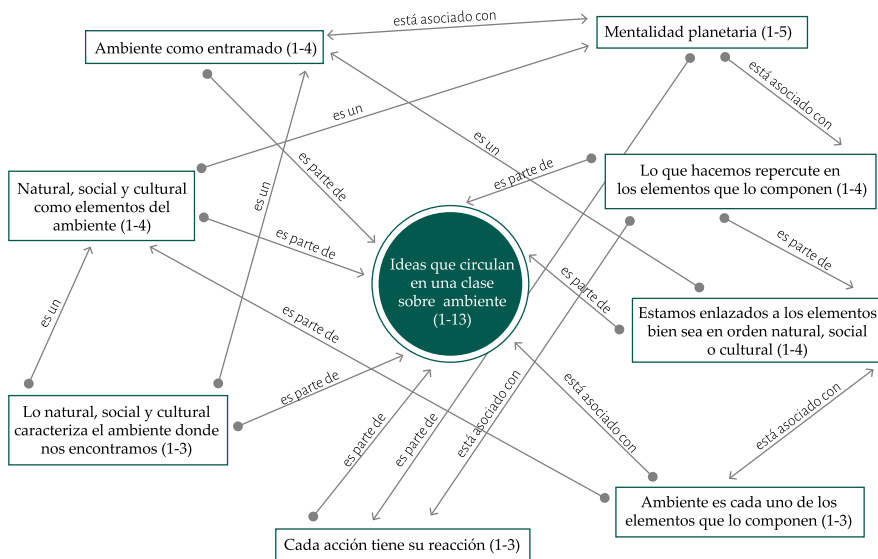 está asociado con
Ambiente como entramado (1-4)
Mentalidad planetaria (1-5)
está asociado con
es un
es un
es parte de
es parte de
Lo que hacemos repercute en
los elementos que lo componen (1-4)
Natural, social y cultural
como elementos del
ambiente (1-4)
es un
es parte de
es parte de
Ideas que circulan
en una clase
sobre ambiente
(1-13)
es parte de
es parte de
Estamos enlazados a los elementos
bien sea en orden natural, social
o cultural (1-4)
es un
es parte de
está asociado con
está asociado con
Lo natural, social y cultural
caracteriza el ambiente donde
nos encontramos (1-3)
es parte de
es parte de
está asociado con
Ambiente es cada uno de los
elementos que lo componen (1-3)
Cada acción tiene su reacción (1-3)